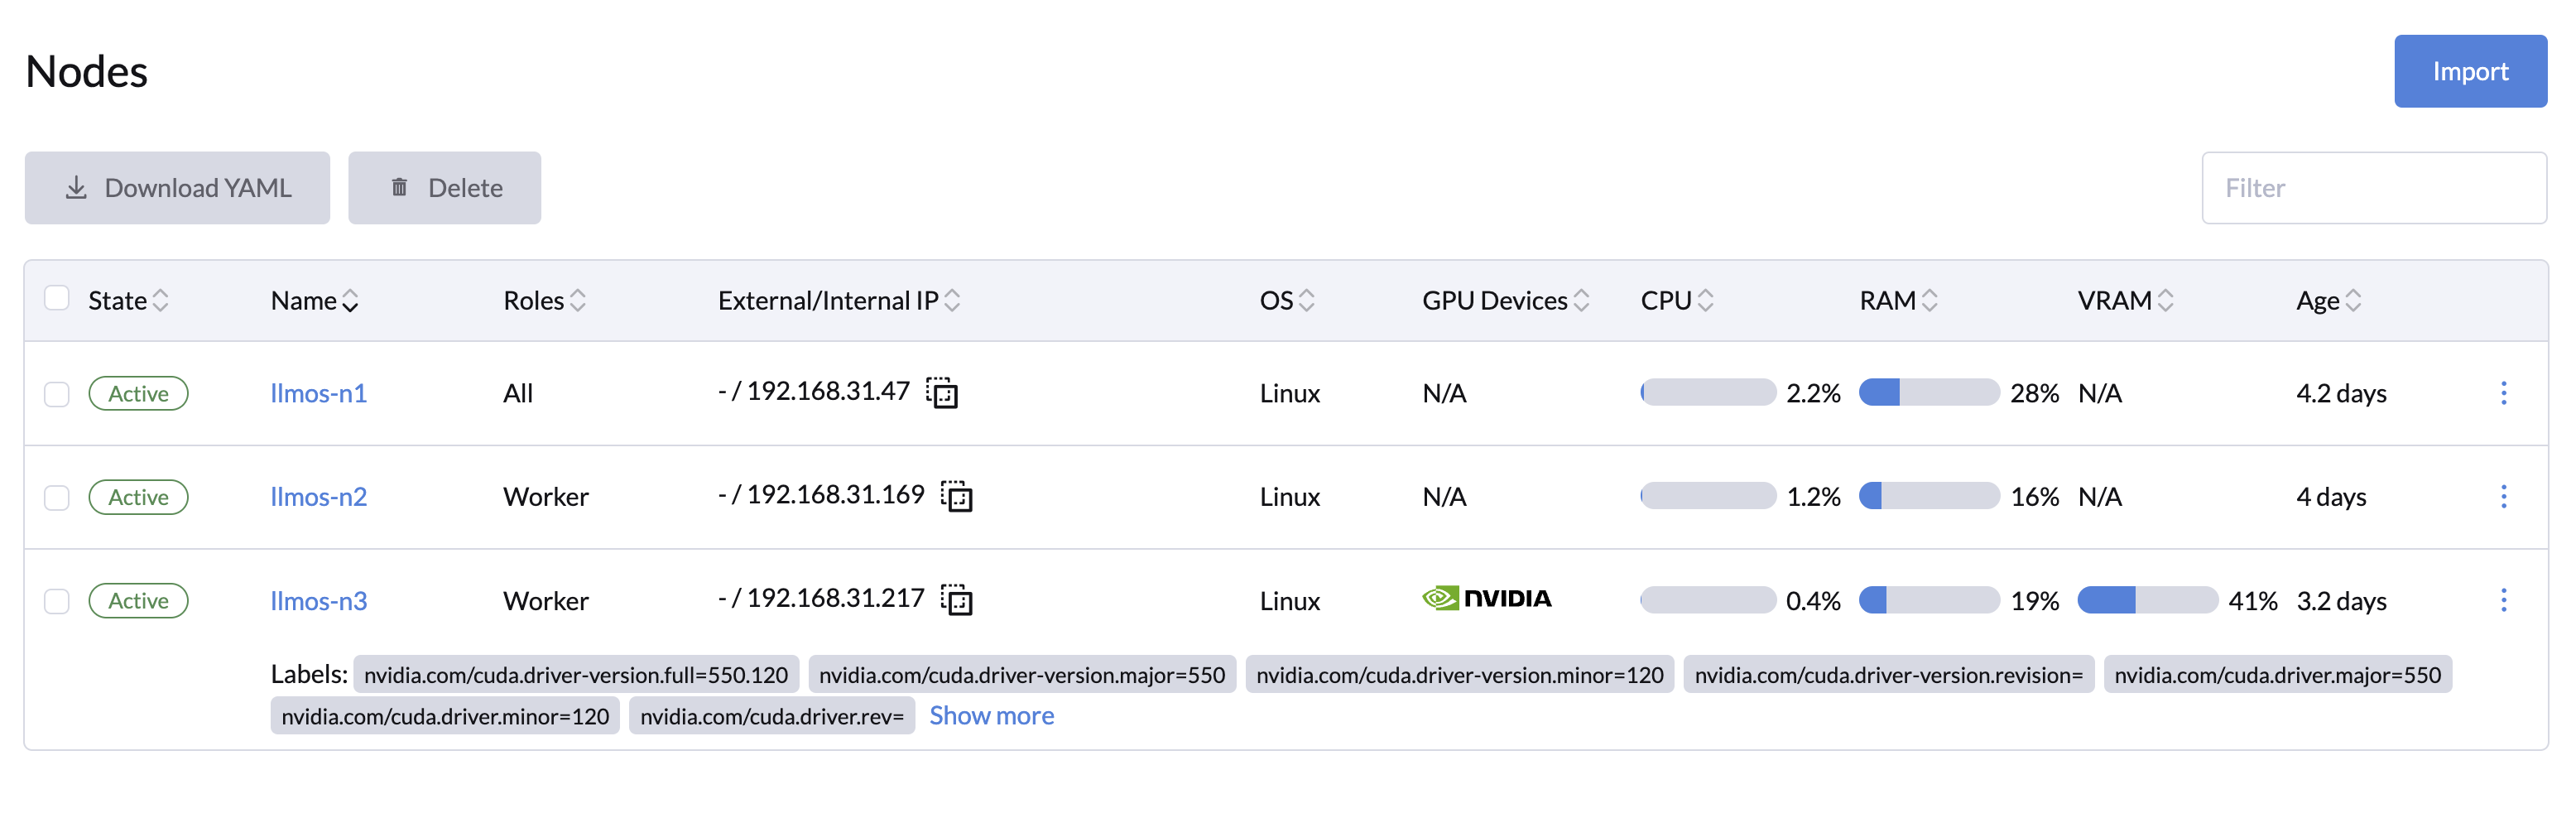 Nodes
Import
Download YAML Delete
Filter
State Name Roles External/Internal IP OS GPU Devices CPU RAM VRAM Age
Active llmos-n1 All - / 192.168.31.47 Linux N/A 2.2% 28% N/A 4.2 days
Active llmos-n2 Worker - / 192.168.31.169 Linux N/A 1.2% 16% N/A 4 days
Active llmos-n3 Worker - / 192.168.31.217 Linux NVIDIA 0.4% 19% 41% 3.2 days
Labels: nvidia.com/cuda.driver-version.full=550.120 nvidia.com/cuda.driver-version.major=550 nvidia.com/cuda.driver-version.minor=120 nvidia.com/cuda.driver-version.revision= nvidia.com/cuda.driver.major=550
nvidia.com/cuda.driver.minor=120 nvidia.com/cuda.driver.rev= Show more